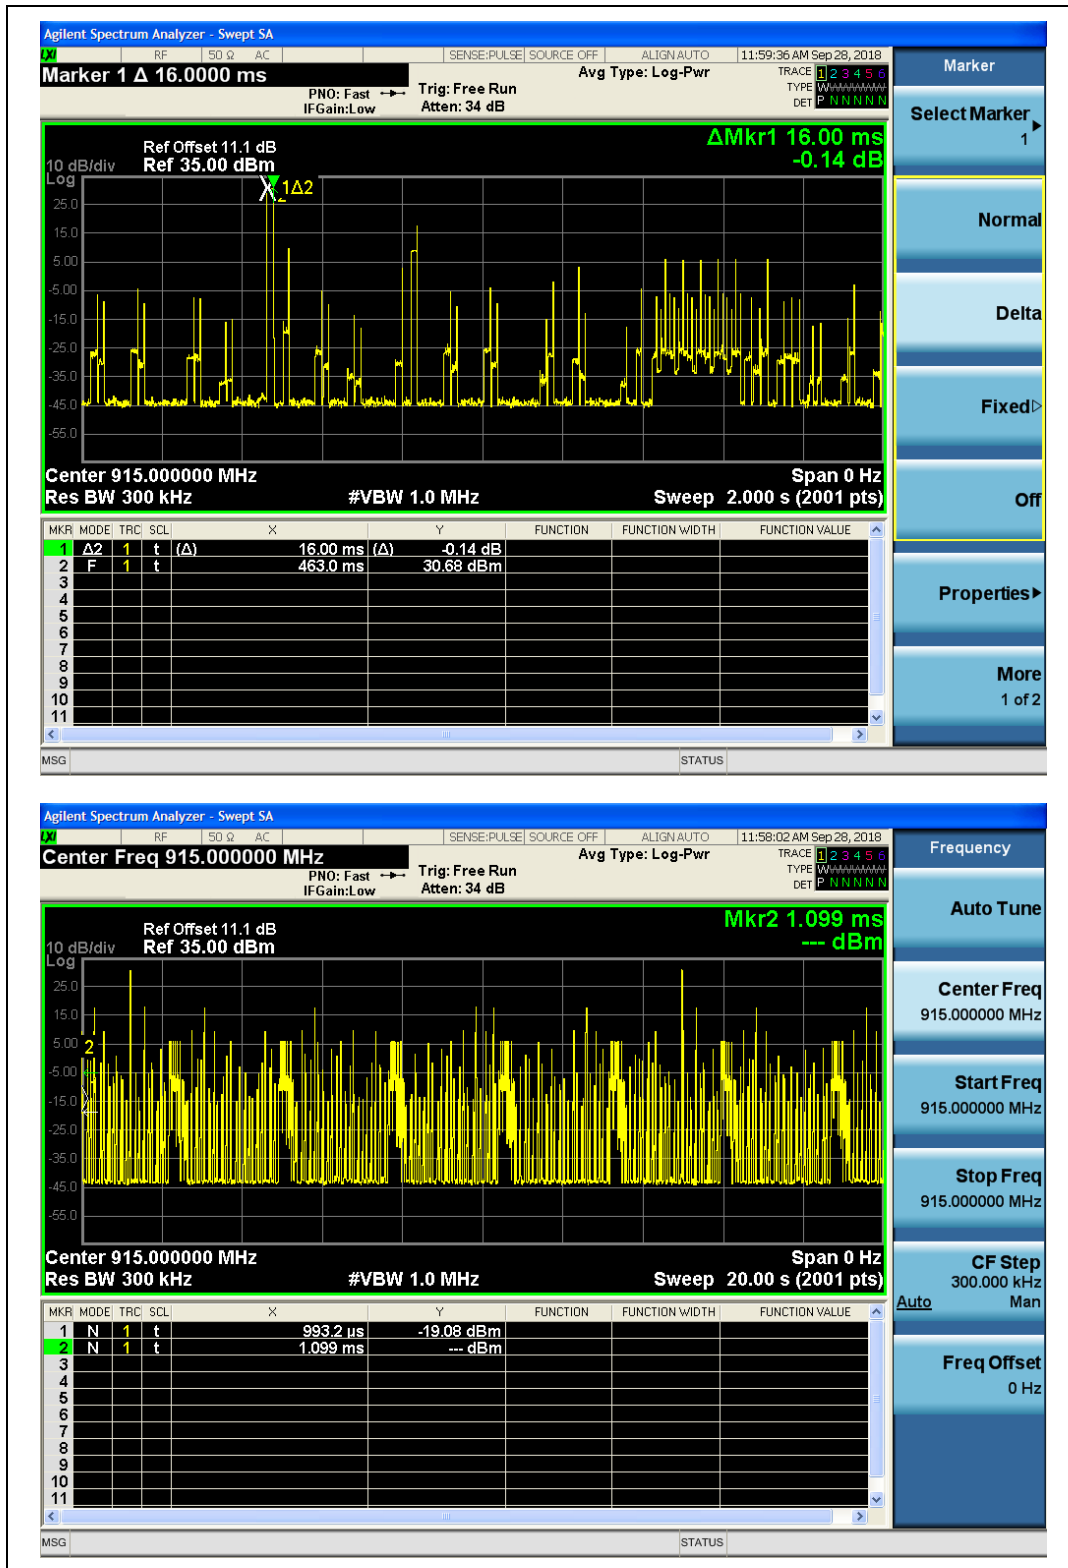 Agilent Spectrum Analyzer - Swept SA
LXI RF 50 Ω AC SENSE:PULSE SOURCE OFF ALIGN AUTO 11:59:36 AM Sep 28, 2018
Marker 1 Δ 16.0000 ms
PNO: Fast
IFGain:Low
Trig: Free Run
Atten: 34 dB
Avg Type: Log-Pwr
TRACE 1 2 3 4 5 6
TYPE W
DET P N N N N N
Ref Offset 11.1 dB
10 dB/div Ref 35.00 dBm
ΔMkr1 16.00 ms
-0.14 dB
Log
25.0
15.0
5.00
-5.00
-15.0
-25.0
-35.0
-45.0
-55.0
1Δ2
2
Center 915.000000 MHz Span 0 Hz
Res BW 300 kHz #VBW 1.0 MHz Sweep 2.000 s (2001 pts)
MKR MODE TRC SCL X Y FUNCTION FUNCTION WIDTH FUNCTION VALUE
1 Δ2 1 t (Δ) 16.00 ms (Δ) -0.14 dB
2 F 1 t 463.0 ms 30.68 dBm
3
4
5
6
7
8
9
10
11
MSG STATUS
Marker
Select Marker
1
Normal
Delta
Fixed
Off
Properties
More
1 of 2
Agilent Spectrum Analyzer - Swept SA
LXI RF 50 Ω AC SENSE:PULSE SOURCE OFF ALIGN AUTO 11:58:02 AM Sep 28, 2018
Center Freq 915.000000 MHz
PNO: Fast
IFGain:Low
Trig: Free Run
Atten: 34 dB
Avg Type: Log-Pwr
TRACE 1 2 3 4 5 6
TYPE W
DET P N N N N N
Ref Offset 11.1 dB
10 dB/div Ref 35.00 dBm
Mkr2 1.099 ms
--- dBm
Log
25.0
15.0
5.00
-5.00
-15.0
-25.0
-35.0
-45.0
-55.0
2
Center 915.000000 MHz Span 0 Hz
Res BW 300 kHz #VBW 1.0 MHz Sweep 20.00 s (2001 pts)
MKR MODE TRC SCL X Y FUNCTION FUNCTION WIDTH FUNCTION VALUE
1 N 1 t 993.2 µs -19.08 dBm
2 N 1 t 1.099 ms --- dBm
3
4
5
6
7
8
9
10
11
MSG STATUS
Frequency
Auto Tune
Center Freq
915.000000 MHz
Start Freq
915.000000 MHz
Stop Freq
915.000000 MHz
CF Step
300.000 kHz
Auto Man
Freq Offset
0 Hz